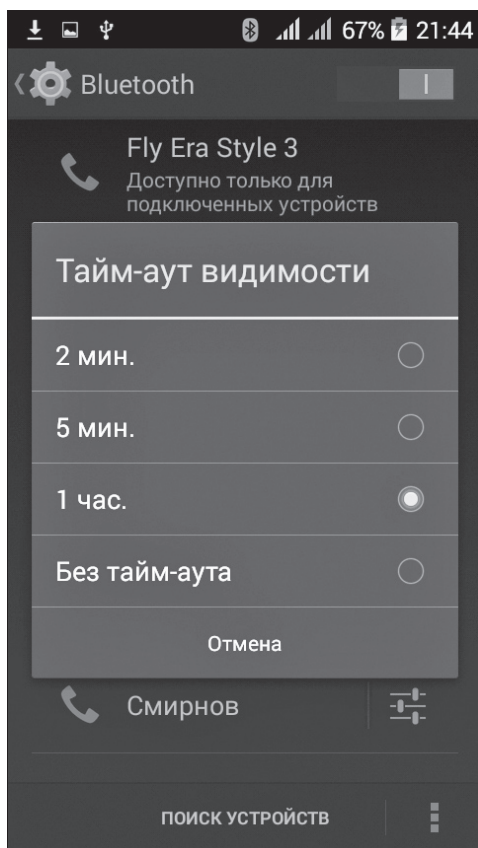 67% 21:44
Bluetooth
Fly Era Style 3
Доступно только для
подключенных устройств
Тайм-аут видимости
2 мин.
5 мин.
1 час.
Без тайм-аута
Отмена
Смирнов
ПОИСК УСТРОЙСТВ